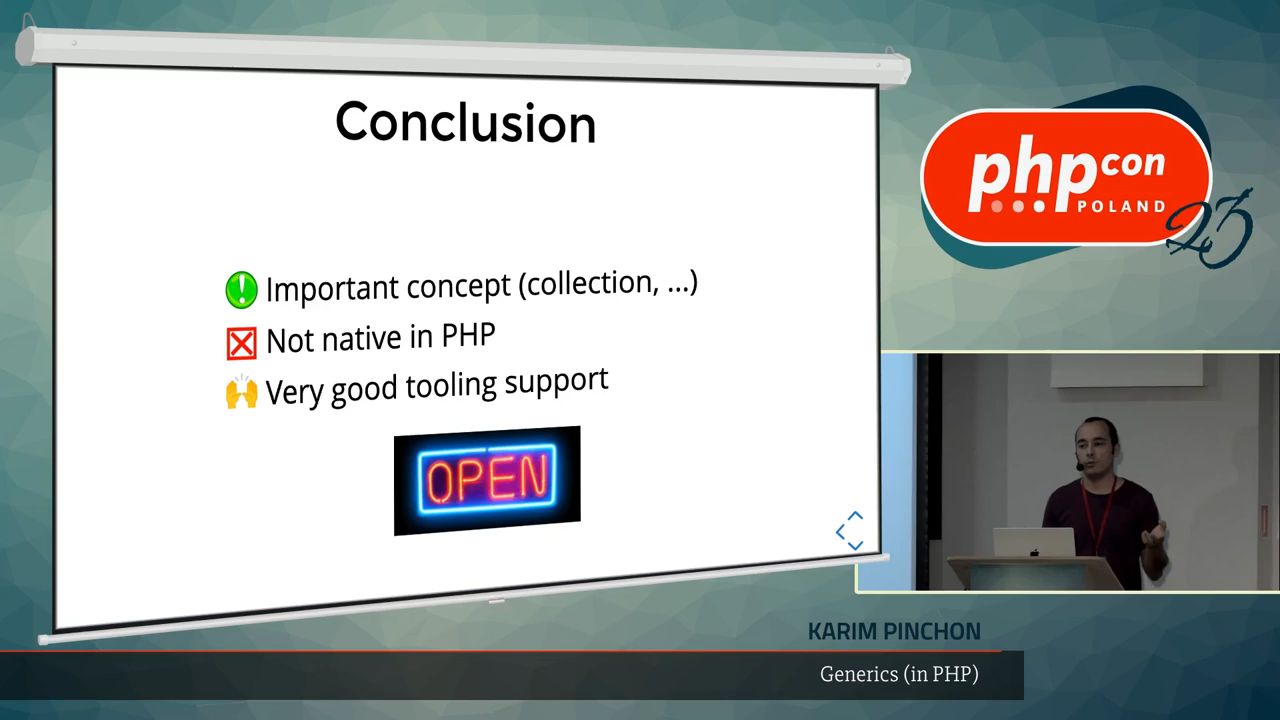 Conclusion
Important concept (collection, ...)
Not native in PHP
Very good tooling support
OPEN
phpcon
POLAND
23
KARIM PINCHON
Generics (in PHP)